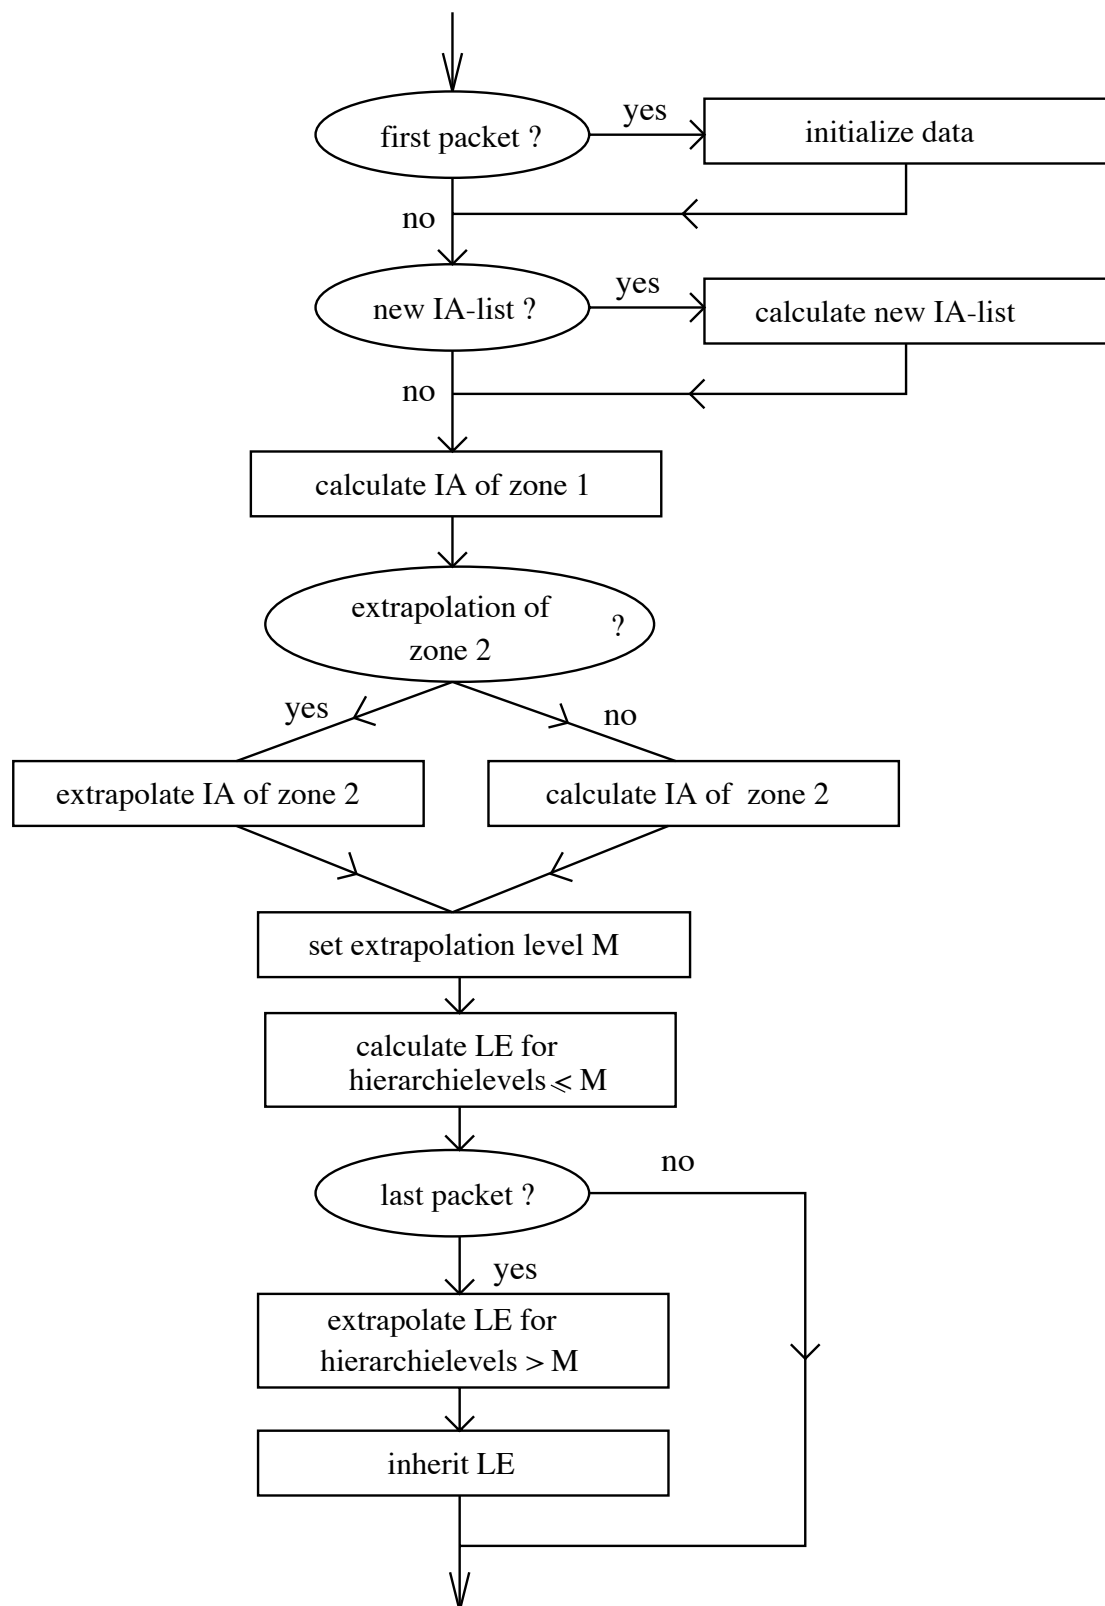 first packet ?
yes
initialize data
no
new IA-list ?
yes
calculate new IA-list
no
calculate IA of zone 1
extrapolation of
zone 2
?
yes
no
extrapolate IA of zone 2
calculate IA of zone 2
set extrapolation level M
calculate LE for
hierarchielevels ⩽ M
no
last packet ?
yes
extrapolate LE for
hierarchielevels > M
inherit LE